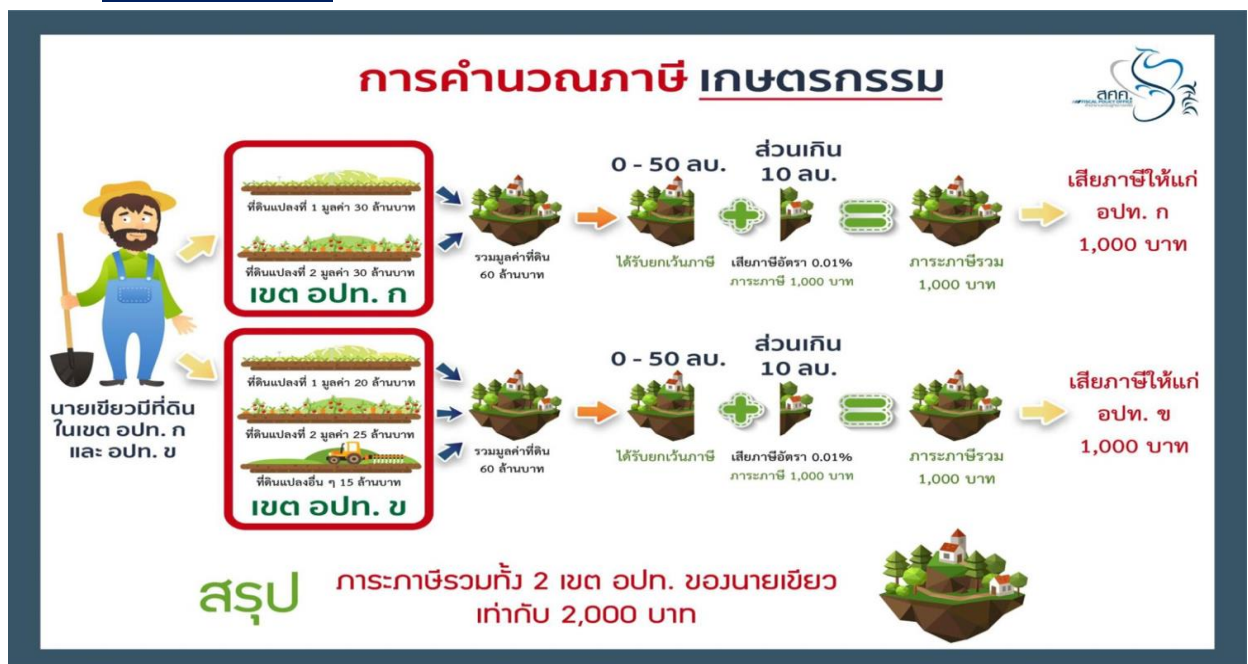 การคำนวณภาษี เกษตรกรรม
สศค.
FISCAL POLICY OFFICE
นายเขียวมีที่ดิน
ในเขต อปท. ก
และ อปท. ข
ที่ดินแปลงที่ 1 มูลค่า 30 ล้านบาท
ที่ดินแปลงที่ 2 มูลค่า 30 ล้านบาท
เขต อปท. ก
รวมมูลค่าที่ดิน
60 ล้านบาท
0 - 50 ลบ.
ได้รับยกเว้นภาษี
ส่วนเกิน
10 ลบ.
เสียภาษีอัตรา 0.01%
ภาระภาษี 1,000 บาท
ภาระภาษีรวม
1,000 บาท
เสียภาษีให้แก่
อปท. ก
1,000 บาท
ที่ดินแปลงที่ 1 มูลค่า 20 ล้านบาท
ที่ดินแปลงที่ 2 มูลค่า 25 ล้านบาท
ที่ดินแปลงอื่น ๆ 15 ล้านบาท
เขต อปท. ข
รวมมูลค่าที่ดิน
60 ล้านบาท
0 - 50 ลบ.
ได้รับยกเว้นภาษี
ส่วนเกิน
10 ลบ.
เสียภาษีอัตรา 0.01%
ภาระภาษี 1,000 บาท
ภาระภาษีรวม
1,000 บาท
เสียภาษีให้แก่
อปท. ข
1,000 บาท
สรุป
ภาระภาษีรวมทั้ง 2 เขต อปท. ของนายเขียว
เท่ากับ 2,000 บาท